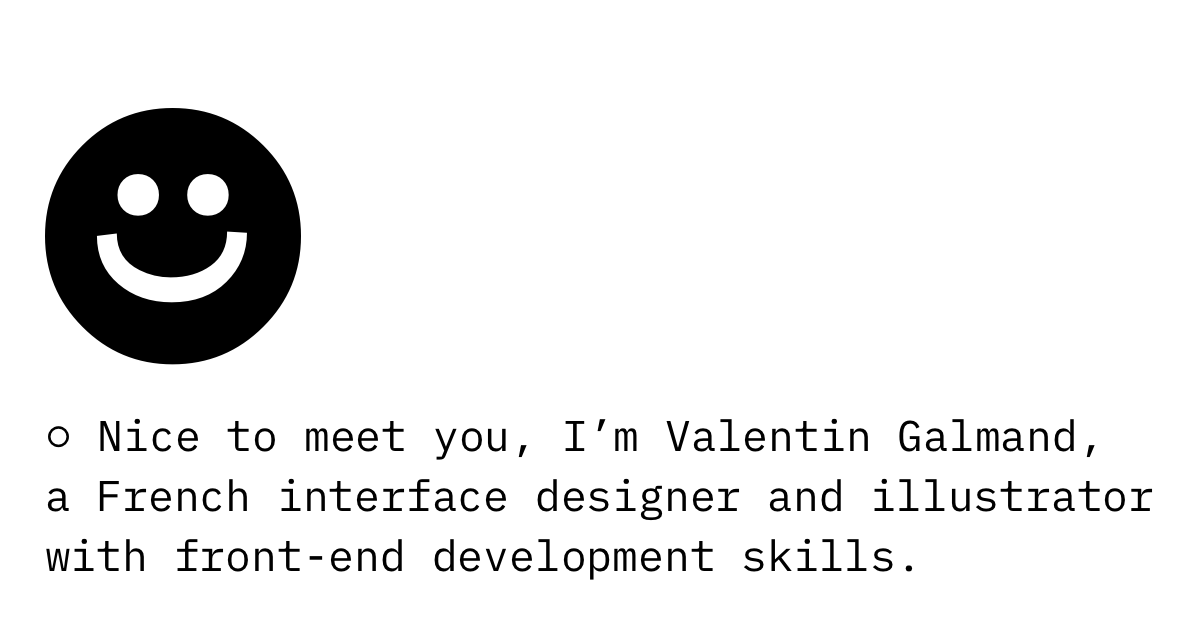 ○ Nice to meet you, I’m Valentin Galmand,
a French interface designer and illustrator
with front-end development skills.